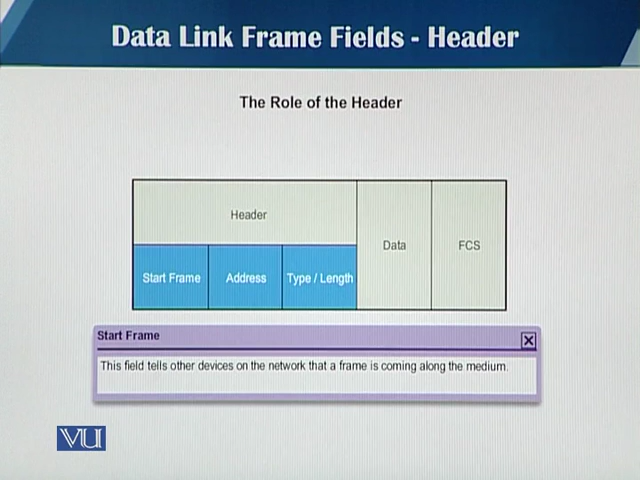 Data Link Frame Fields - Header
The Role of the Header
Header
Data
FCS
Start Frame
Address
Type / Length
Start Frame
This field tells other devices on the network that a frame is coming along the medium.
VU